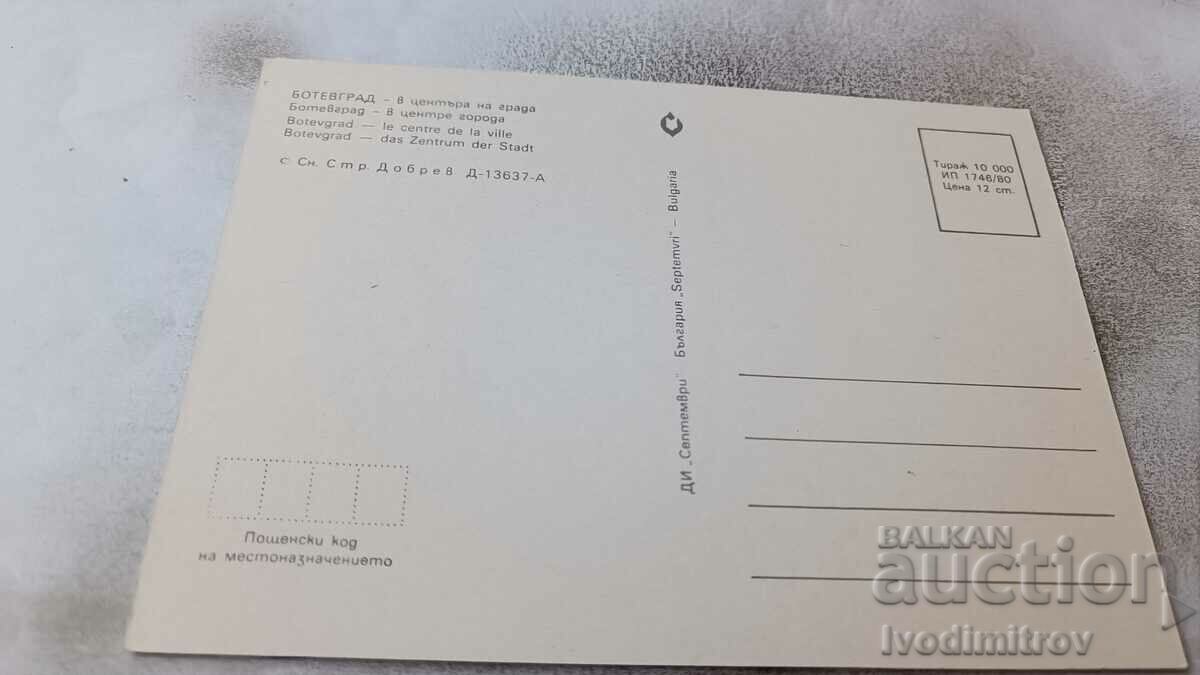 БОТЕВГРАД – в центъра на града
Ботевград – в центре города
Botevgrad — le centre de la ville
Botevgrad — das Zentrum der Stadt
с Сн. Стр. Добрев Д-13637-А
Тираж 10 000
ИП 1746/80
Цена 12 ст.
ДИ „Септември“ България „Septemvri“ – Bulgaria
Пощенски код
на местоназначението
BALKAN
auction
Ivodimitrov